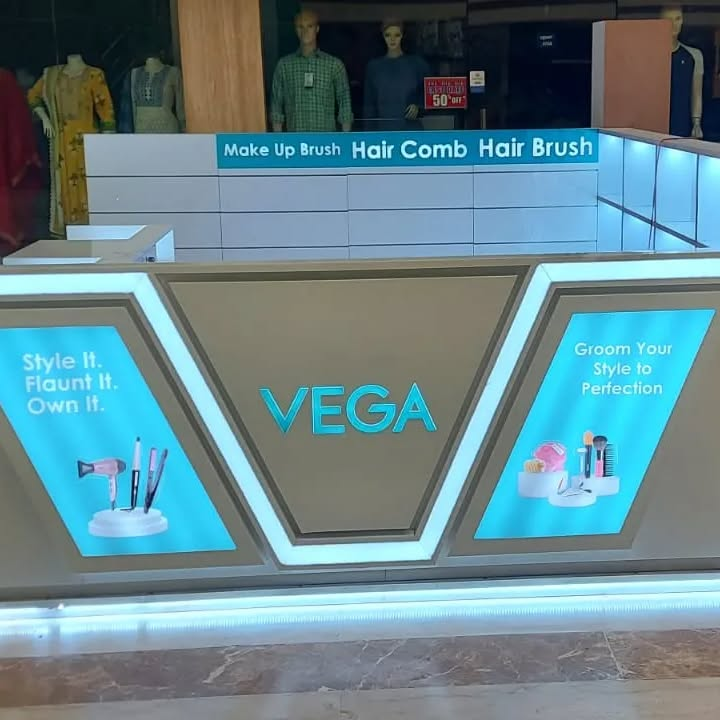 50% OFF
Make Up Brush Hair Comb Hair Brush
VEGA
Style It.
Flaunt It.
Own It.
Groom Your
Style to
Perfection